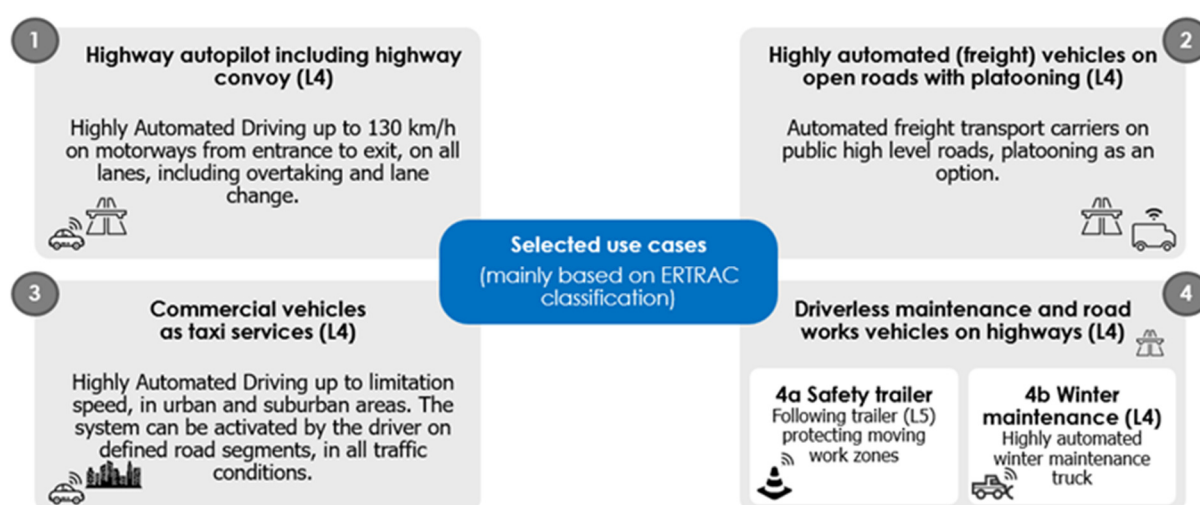 1
Highway autopilot including highway
convoy (L4)
Highly Automated Driving up to 130 km/h
on motorways from entrance to exit, on all
lanes, including overtaking and lane
change.
2
Highly automated (freight) vehicles on
open roads with platooning (L4)
Automated freight transport carriers on
public high level roads, platooning as an
option.
Selected use cases
(mainly based on ERTRAC
classification)
3
Commercial vehicles
as taxi services (L4)
Highly Automated Driving up to limitation
speed, in urban and suburban areas. The
system can be activated by the driver on
defined road segments, in all traffic
conditions.
4
Driverless maintenance and road
works vehicles on highways (L4)
4a Safety trailer
Following trailer (L5)
protecting moving
work zones
4b Winter
maintenance (L4)
Highly automated
winter maintenance
truck